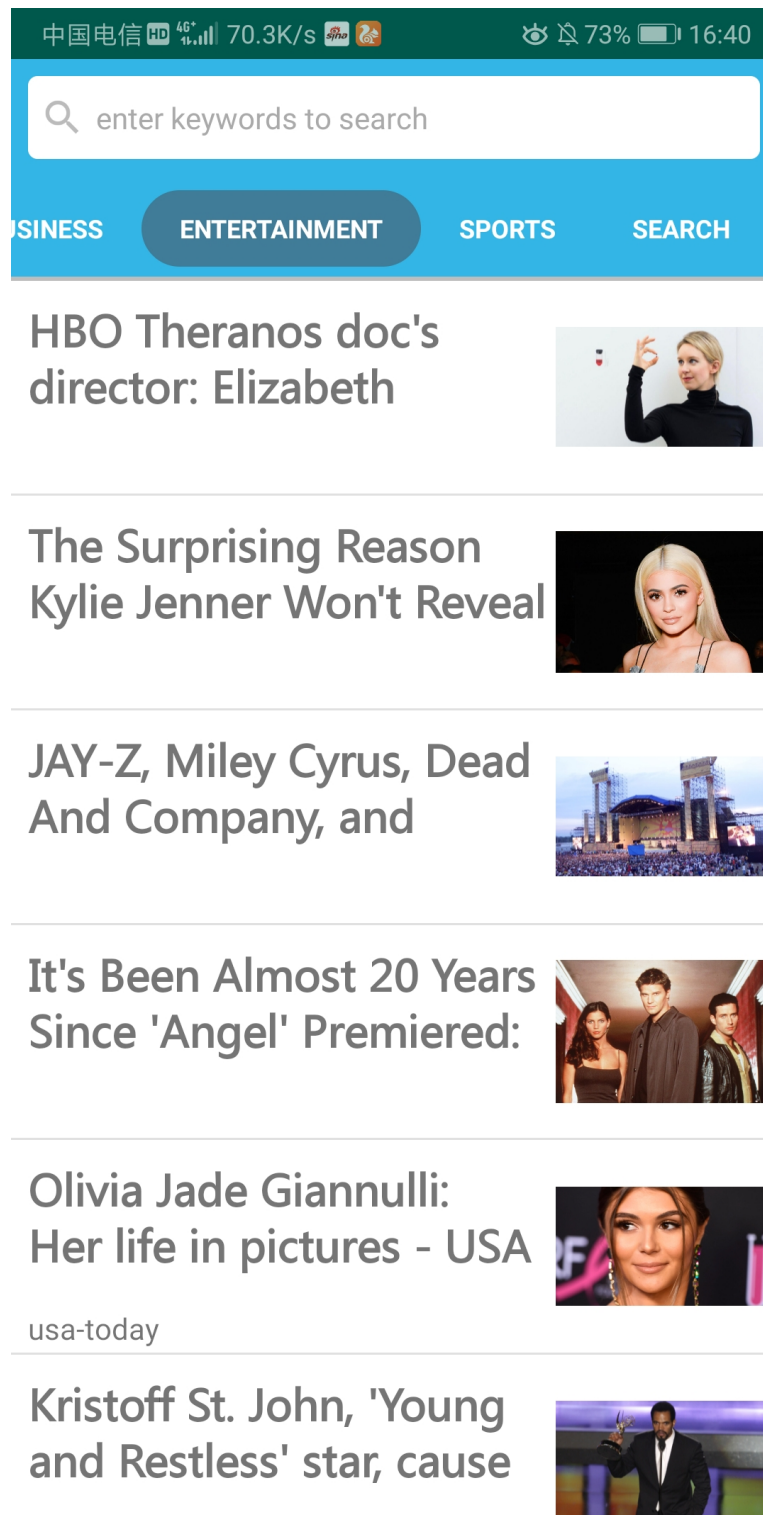 中国电信 HD 4G+ 1L 70.3K/s sina 73% 16:40
enter keywords to search
USINESS ENTERTAINMENT SPORTS SEARCH
HBO Theranos doc's
director: Elizabeth
The Surprising Reason
Kylie Jenner Won't Reveal
JAY-Z, Miley Cyrus, Dead
And Company, and
It's Been Almost 20 Years
Since 'Angel' Premiered:
Olivia Jade Giannulli:
Her life in pictures - USA
RF
usa-today
Kristoff St. John, 'Young
and Restless' star, cause